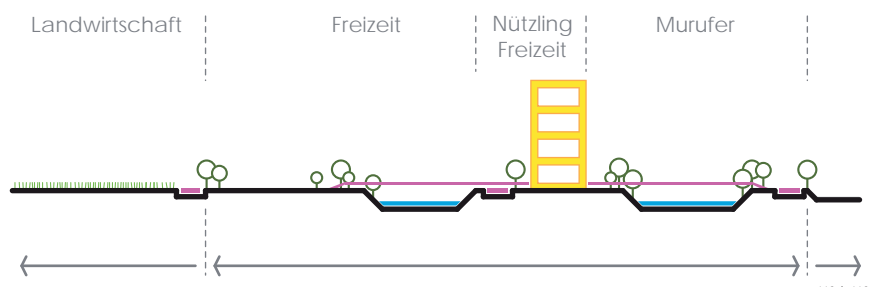 Landwirtschaft
Freizeit
Nützling
Freizeit
Murufer